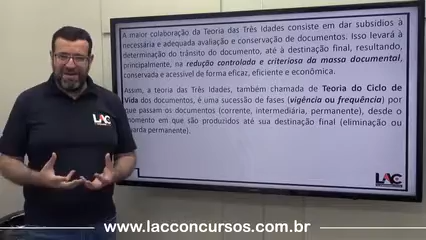 A maior colaboração da Teoria das Três Idades consiste em dar subsídios à
necessária e adequada avaliação e conservação de documentos. Isso levará à
determinação do trânsito do documento, até à destinação final, resultando,
principalmente, na redução controlada e criteriosa da massa documental,
conservada e acessível de forma eficaz, eficiente e econômica.
Assim, a teoria das Três Idades, também chamada de Teoria do Ciclo de
Vida dos documentos, é uma sucessão de fases (vigência ou frequência) por
que passam os documentos (corrente, intermediária, permanente), desde o
momento em que são produzidos até sua destinação final (eliminação ou
guarda permanente).
LAC
LAC
www.lacconcursos.com.br